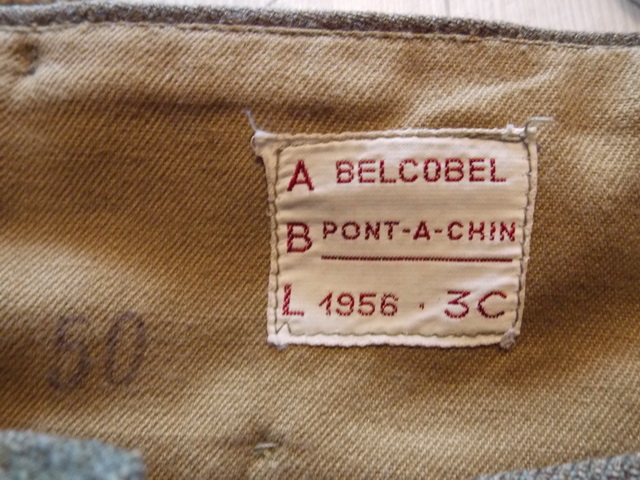 A BELCOBEL
B PONT-A-CHIN
L 1956 . 3C
50